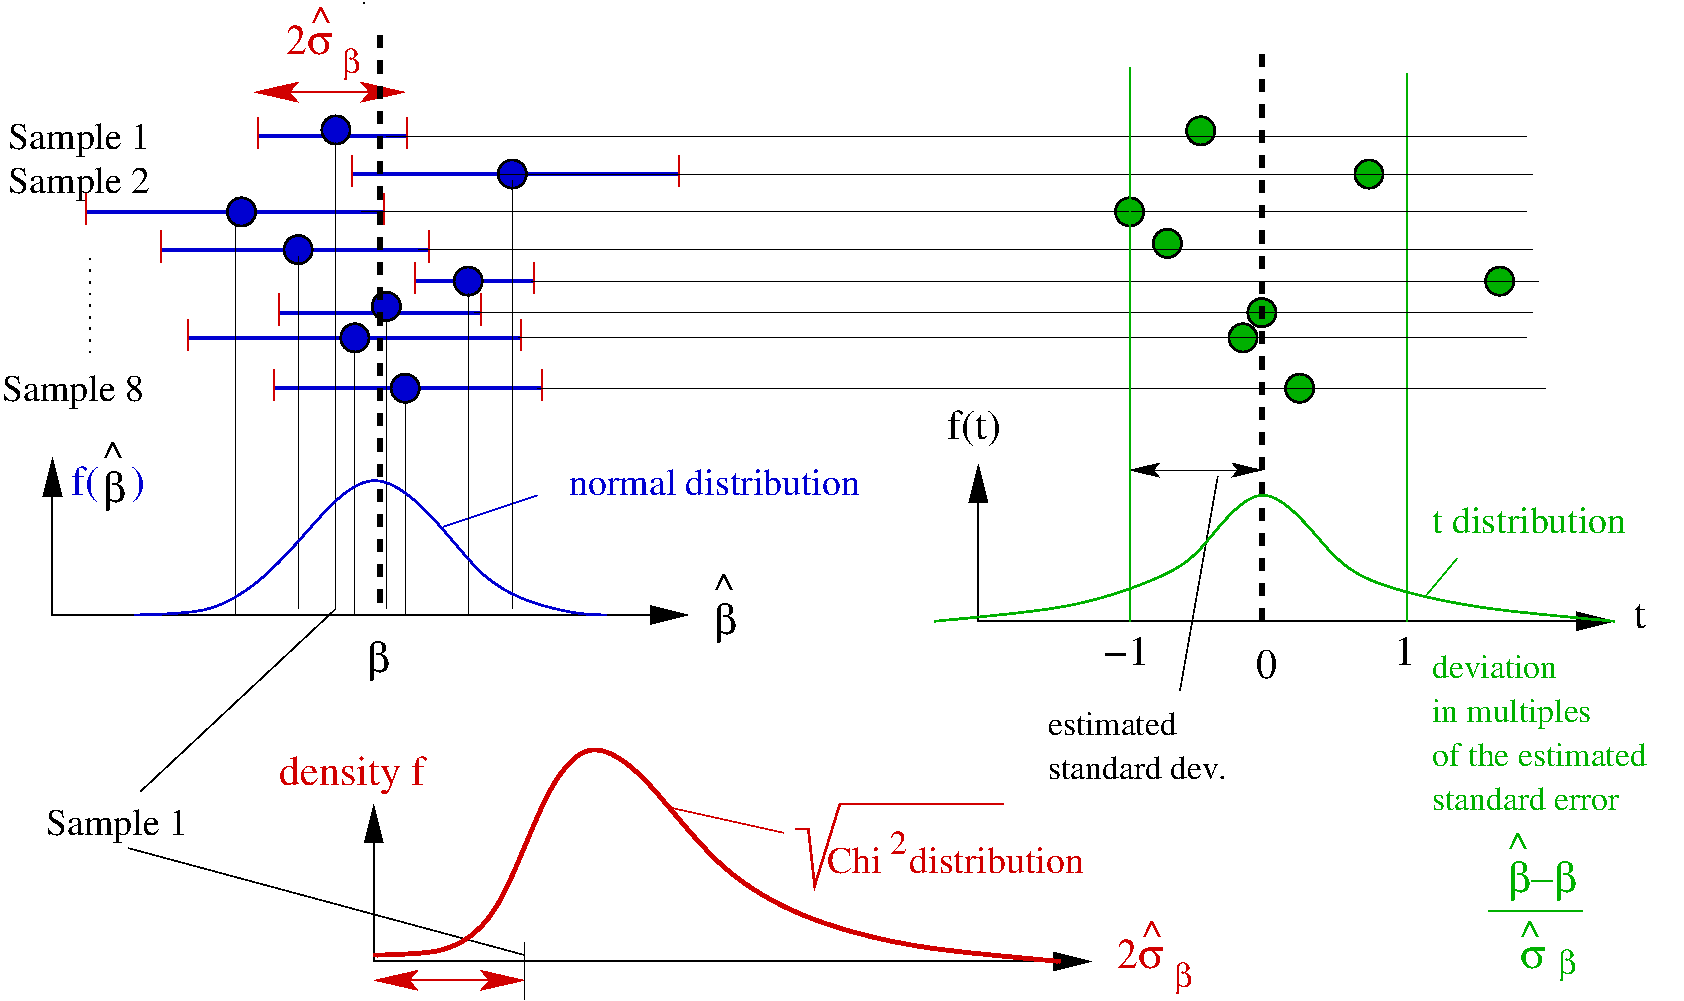 2σ̂ β
Sample 1
Sample 2
Sample 8
f(β̂)
normal distribution
β̂
β
f(t)
t distribution
t
−1
0
1
deviation
in multiples
of the estimated
standard error
β̂–β
σ̂ β
estimated
standard dev.
Sample 1
density f
√Chi 2 distribution
2σ̂ β